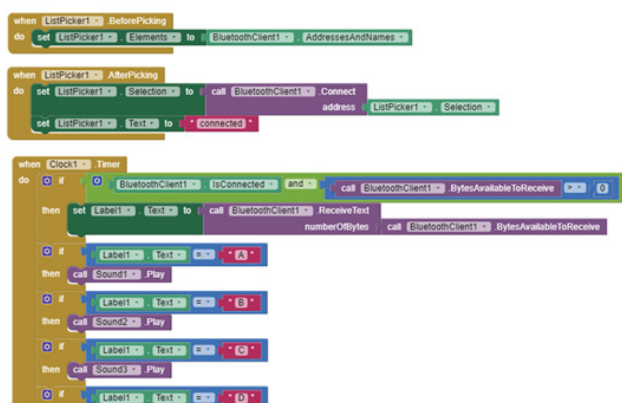 when ListPicker1 .BeforePicking
do set ListPicker1 . Elements to BluetoothClient1 . AddressesAndNames
when ListPicker1 .AfterPicking
do set ListPicker1 . Selection to call BluetoothClient1 .Connect
address ListPicker1 . Selection
set ListPicker1 . Text to " connected "
when Clock1 .Timer
do if BluetoothClient1 . IsConnected and call BluetoothClient1 .BytesAvailableToReceive > 0
then set Label1 . Text to call BluetoothClient1 .ReceiveText
numberOfBytes call BluetoothClient1 .BytesAvailableToReceive
if Label1 . Text = " A "
then call Sound1 .Play
if Label1 . Text = " B "
then call Sound2 .Play
if Label1 . Text = " C "
then call Sound3 .Play
if Label1 . Text = " D "